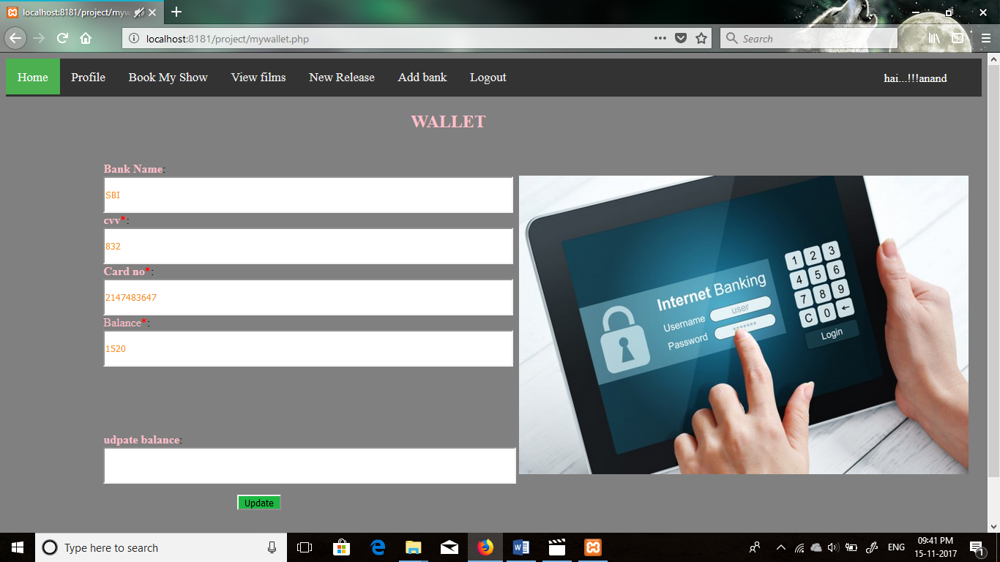 localhost:8181/project/myw
localhost:8181/project/mywallet.php
Search
Home Profile Book My Show View films New Release Add bank Logout hai...!!!anand
WALLET
Bank Name:
SBI
cvv*:
832
Card no*:
2147483647
Balance*:
1520
udpate balance:
Update
Internet Banking
Username user
Password *******
1 2 3
4 5 6
7 8 9
C 0 ←
Login
Type here to search
ENG
09:41 PM
15-11-2017
1